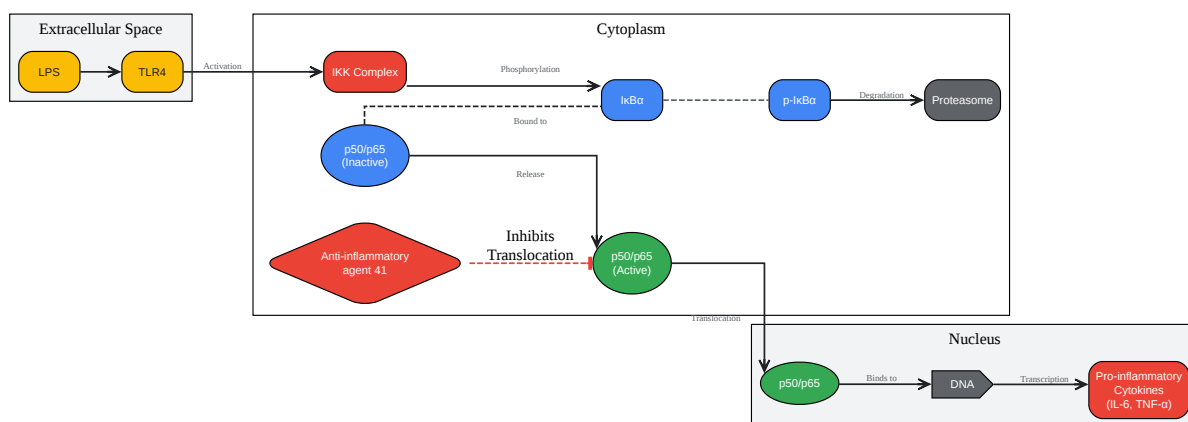 Extracellular Space
LPS
TLR4
Activation
Cytoplasm
IKK Complex
Phosphorylation
IκBα
p-IκBα
Degradation
Proteasome
Bound to
p50/p65
(Inactive)
Release
Anti-inflammatory
agent 41
Inhibits
Translocation
p50/p65
(Active)
Translocation
Nucleus
p50/p65
Binds to
DNA
Transcription
Pro-inflammatory
Cytokines
(IL-6, TNF-α)